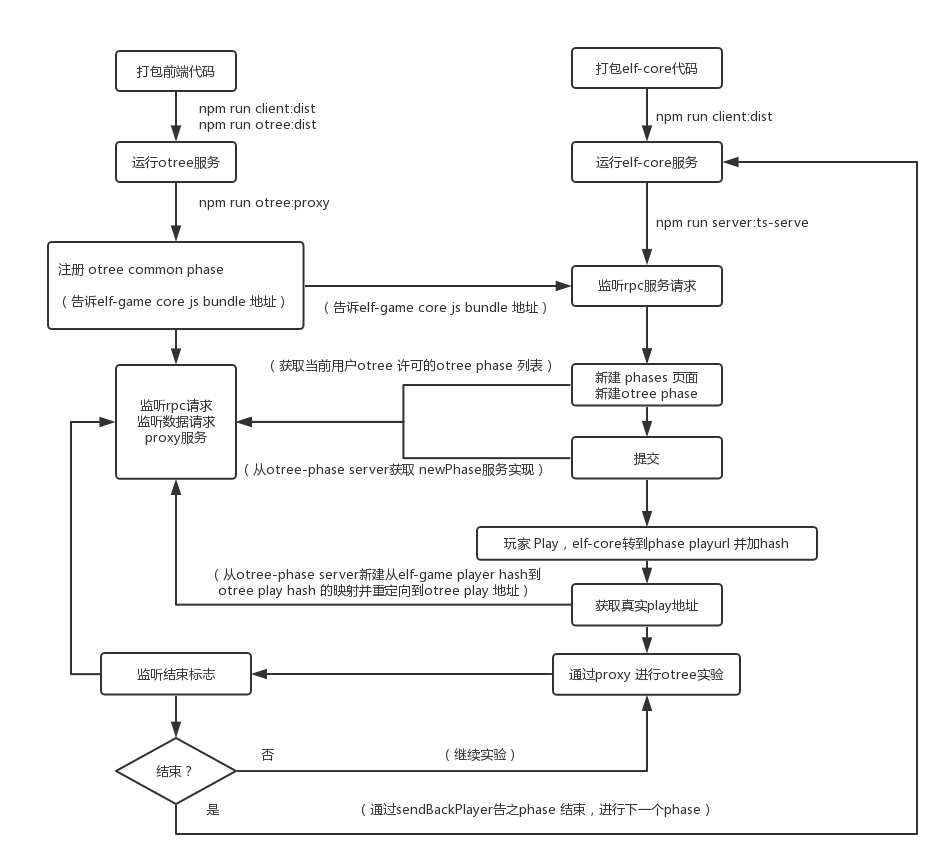 打包前端代码
打包elf-core代码
npm run client:dist
npm run otree:dist
npm run client:dist
运行otree服务
运行elf-core服务
npm run otree:proxy
npm run server:ts-serve
注册 otree common phase
（告诉elf-game core js bundle 地址）
（告诉elf-game core js bundle 地址）
监听rpc服务请求
（获取当前用户otree 许可的otree phase 列表）
新建 phases 页面
新建otree phase
监听rpc请求
监听数据请求
proxy服务
（从otree-phase server获取 newPhase服务实现）
提交
玩家 Play，elf-core转到phase playurl 并加hash
（从otree-phase server新建从elf-game player hash到
otree play hash 的映射并重定向到otree play 地址）
获取真实play地址
监听结束标志
通过proxy 进行otree实验
结束？
否
（继续实验）
是
（通过sendBackPlayer告之phase 结束，进行下一个phase）